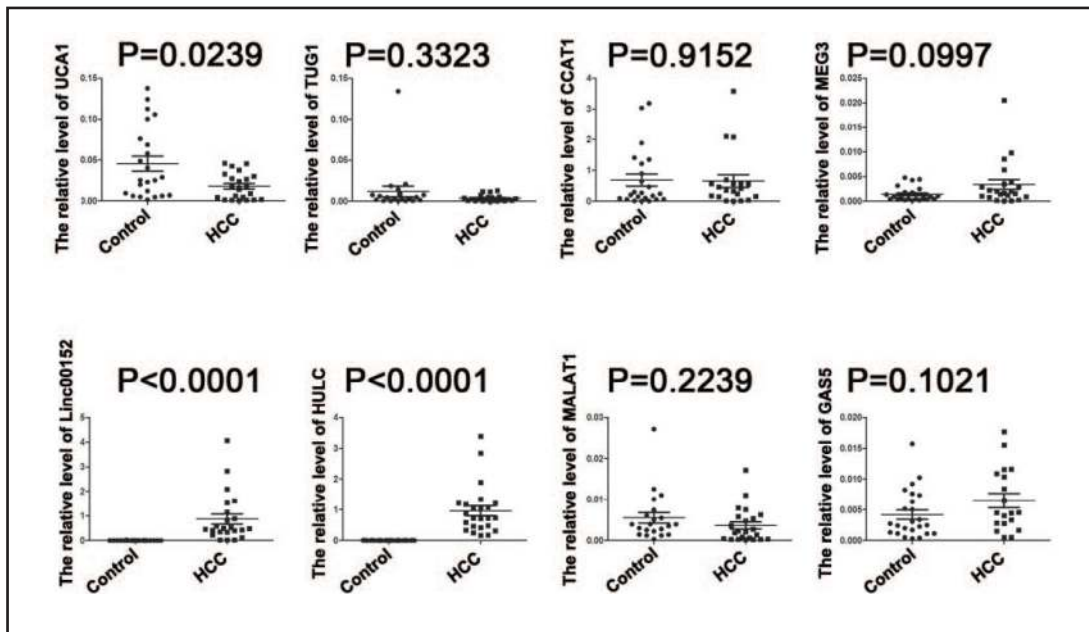 P=0.0239
The relative level of UCA1
0.15
0.10
0.05
0.00
Control
HCC
P=0.3323
The relative level of TUG1
0.15
0.10
0.05
0.00
Control
HCC
P=0.9152
The relative level of CCAT1
4
3
2
1
0
Control
HCC
P=0.0997
The relative level of MEG3
0.025
0.020
0.015
0.010
0.005
0.000
Control
HCC
P<0.0001
The relative level of Linc00152
5
4
3
2
1
0
Control
HCC
P<0.0001
The relative level of HULC
4
3
2
1
0
Control
HCC
P=0.2239
The relative level of MALAT1
0.03
0.02
0.01
0.00
Control
HCC
P=0.1021
The relative level of GAS5
0.020
0.015
0.010
0.005
0.000
Control
HCC